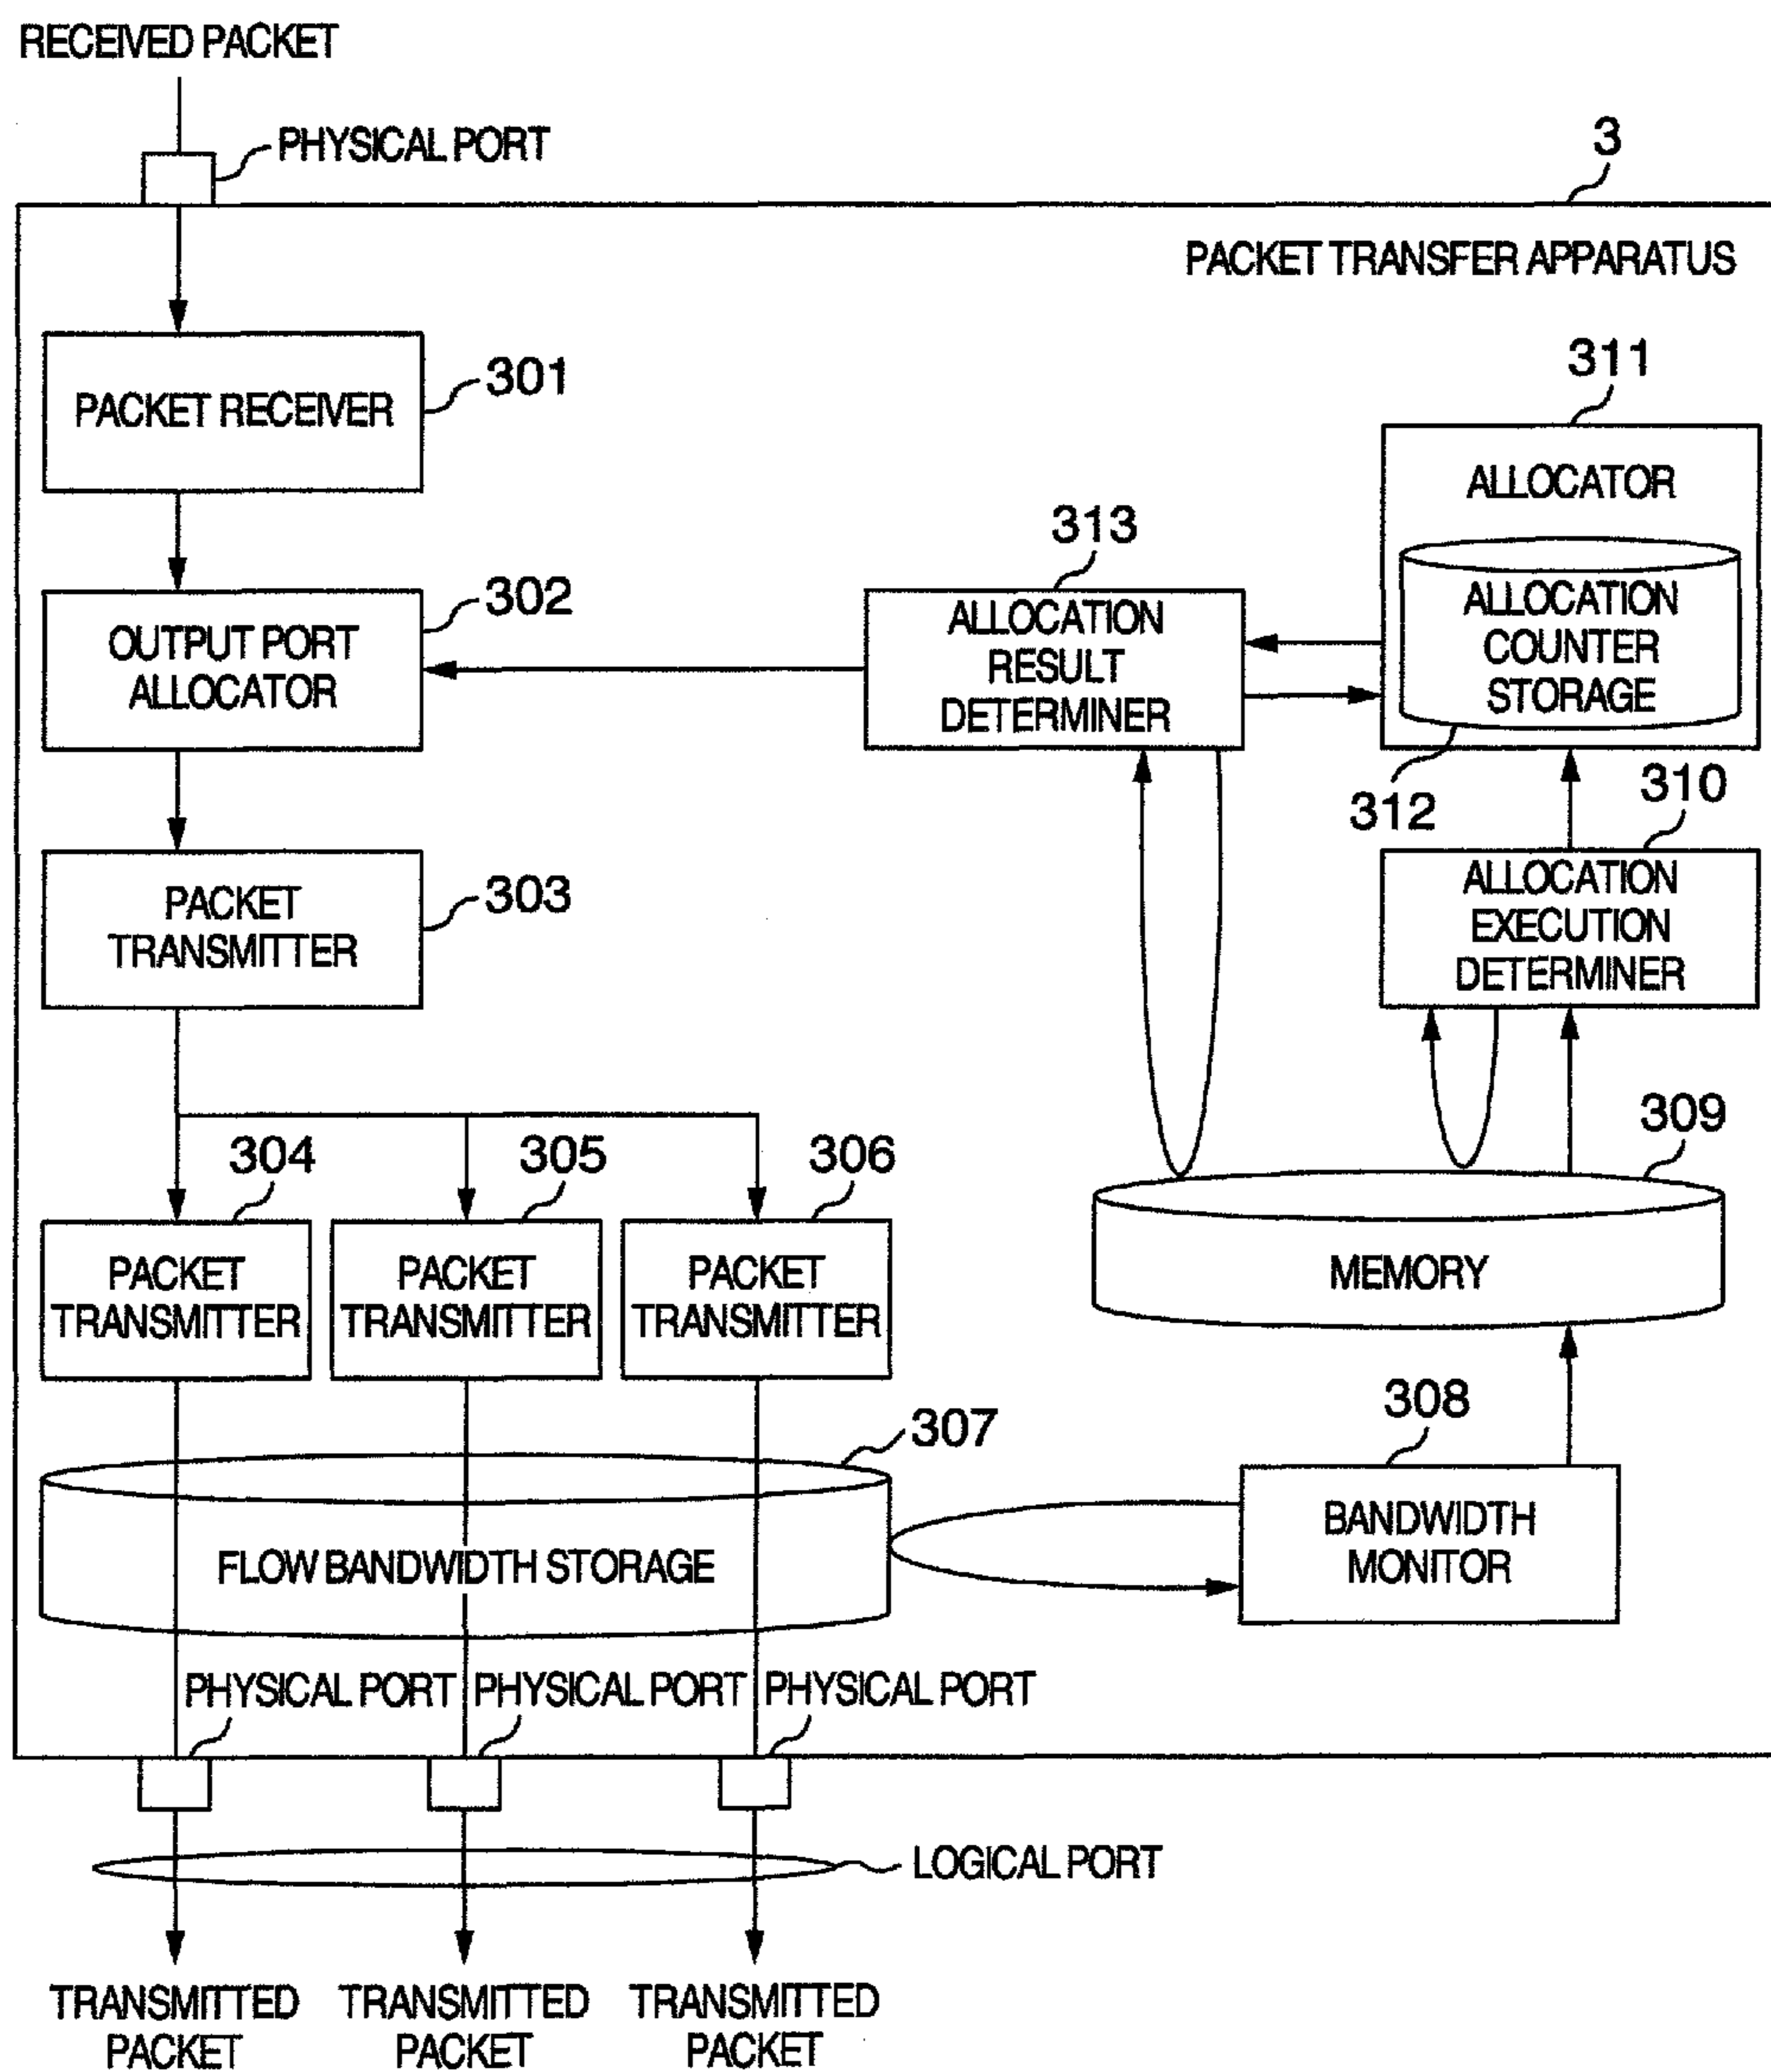 RECEIVED PACKET
PHYSICAL PORT
3
PACKET TRANSFER APPARATUS
301
PACKET RECEIVER
311
ALLOCATOR
313
302
OUTPUT PORT
ALLOCATOR
ALLOCATION
RESULT
DETERMINER
ALLOCATION
COUNTER
STORAGE
312
310
303
PACKET
TRANSMITTER
ALLOCATION
EXECUTION
DETERMINER
304
305
306
309
PACKET
TRANSMITTER
PACKET
TRANSMITTER
PACKET
TRANSMITTER
MEMORY
307
308
FLOW BANDWIDTH STORAGE
BANDWIDTH
MONITOR
PHYSICAL PORT
PHYSICAL PORT
PHYSICAL PORT
LOGICAL PORT
TRANSMITTED
PACKET
TRANSMITTED
PACKET
TRANSMITTED
PACKET